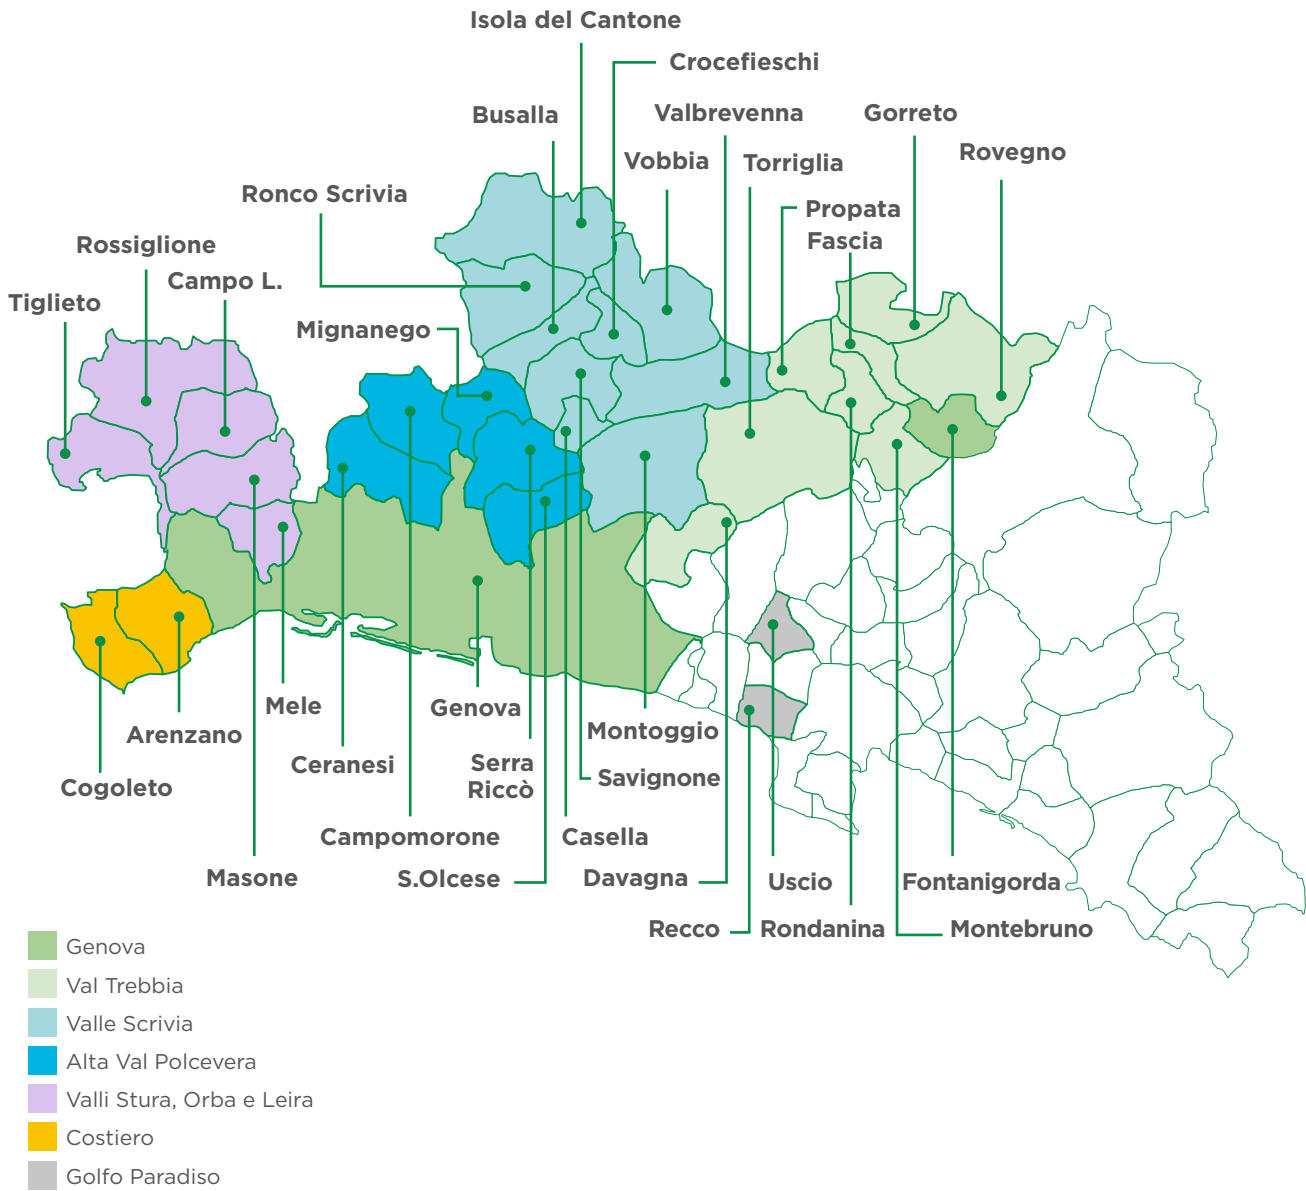 Isola del Cantone
Crocefieschi
Busalla
Valbrevenna
Gorreto
Vobbia
Torriglia
Rovegno
Ronco Scrivia
Propata
Fascia
Rossiglione
Campo L.
Tiglieto
Mignanego
Mele
Genova
Arenzano
Montoggio
Ceranesi
Serra
Riccò
Savignone
Cogoleto
Campomorone
Casella
Masone
S.Olcese
Davagna
Uscio
Fontanigorda
Recco
Rondanina
Montebruno
Genova
Val Trebbia
Valle Scrivia
Alta Val Polcevera
Valli Stura, Orba e Leira
Costiero
Golfo Paradiso